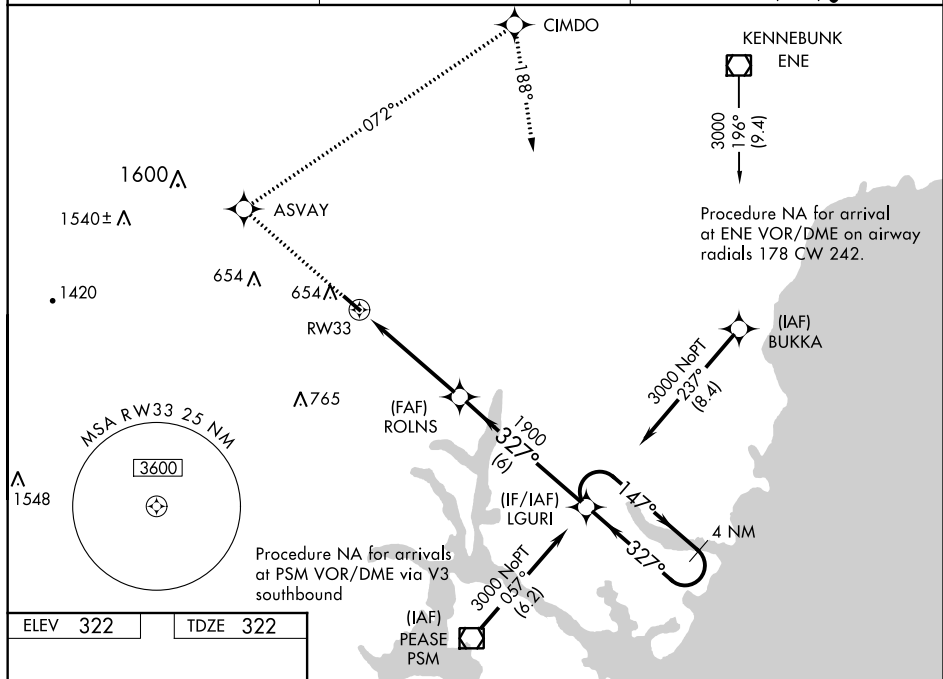 CIMDO
KENNEBUNK
ENE
188°
072°
3000
196°
(9.4)
1600
1540±
ASVAY
Procedure NA for arrival
at ENE VOR/DME on airway
radials 178 CW 242.
654
654
1420
RW33
(IAF)
BUKKA
3000 NoPT
237°
(8.4)
765
(FAF)
ROLNS
1900
327°
(6)
MSA RW33 25 NM
3600
1548
(IF/IAF)
LGURI
147°
4 NM
327°
Procedure NA for arrivals
at PSM VOR/DME via V3
southbound
3000 NoPT
057°
(6.2)
(IAF)
PEASE
PSM
ELEV 322
TDZE 322